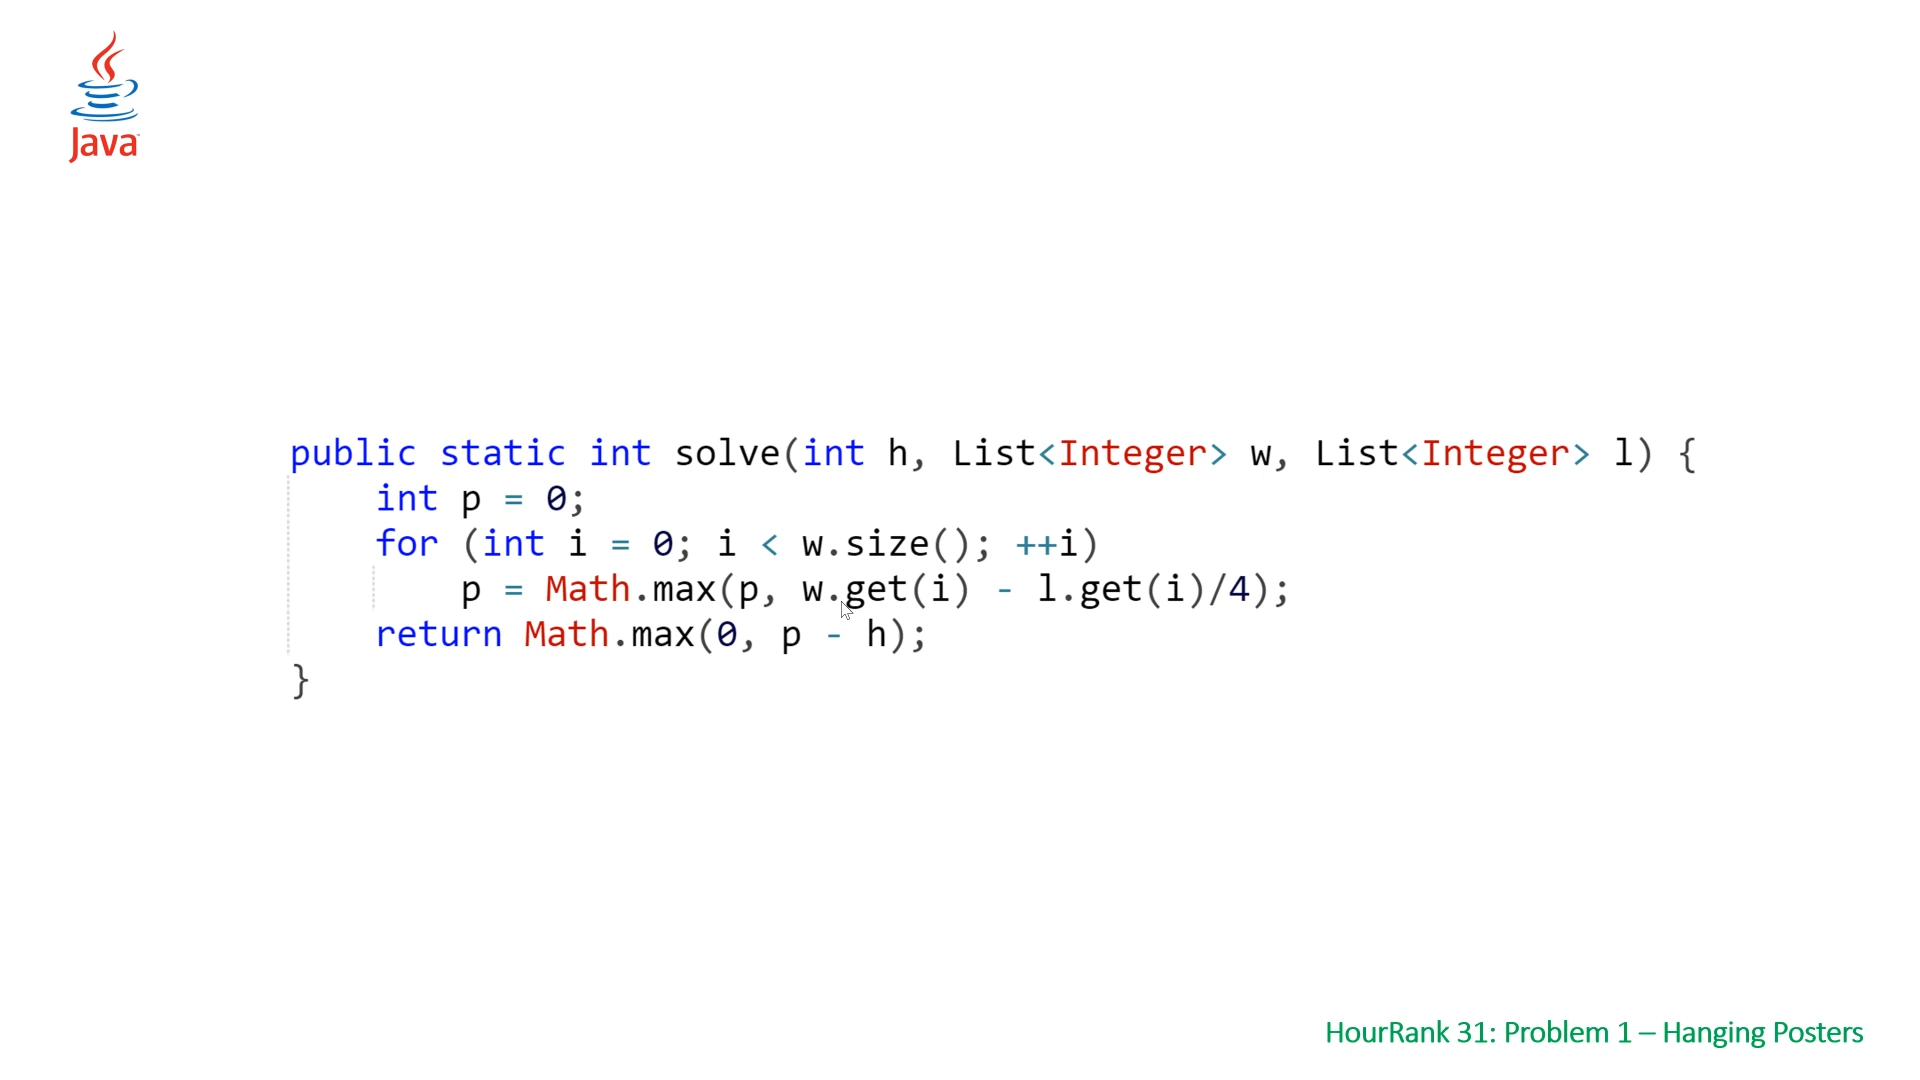 Java
public static int solve(int h, List<Integer> w, List<Integer> l) {
    int p = 0;
    for (int i = 0; i < w.size(); ++i)
        p = Math.max(p, w.get(i) - l.get(i)/4);
    return Math.max(0, p - h);
}
HourRank 31: Problem 1 – Hanging Posters